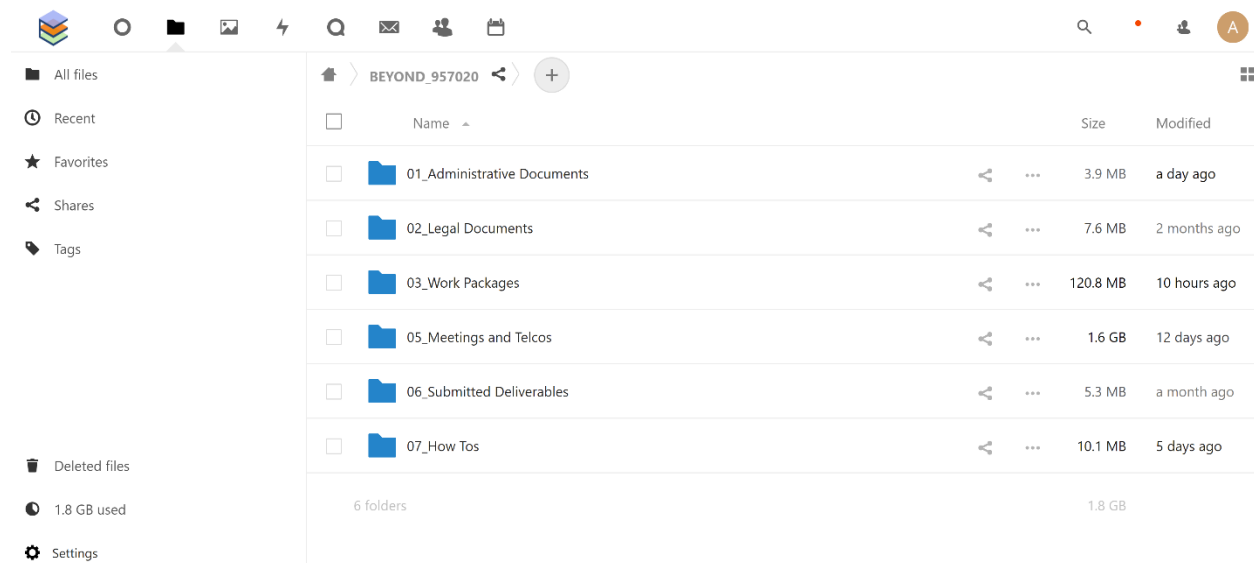 A
All files
Recent
Favorites
Shares
Tags
Deleted files
1.8 GB used
Settings
BEYOND_957020
Name Size Modified
01_Administrative Documents 3.9 MB a day ago
02_Legal Documents 7.6 MB 2 months ago
03_Work Packages 120.8 MB 10 hours ago
05_Meetings and Telcos 1.6 GB 12 days ago
06_Submitted Deliverables 5.3 MB a month ago
07_How Tos 10.1 MB 5 days ago
6 folders 1.8 GB